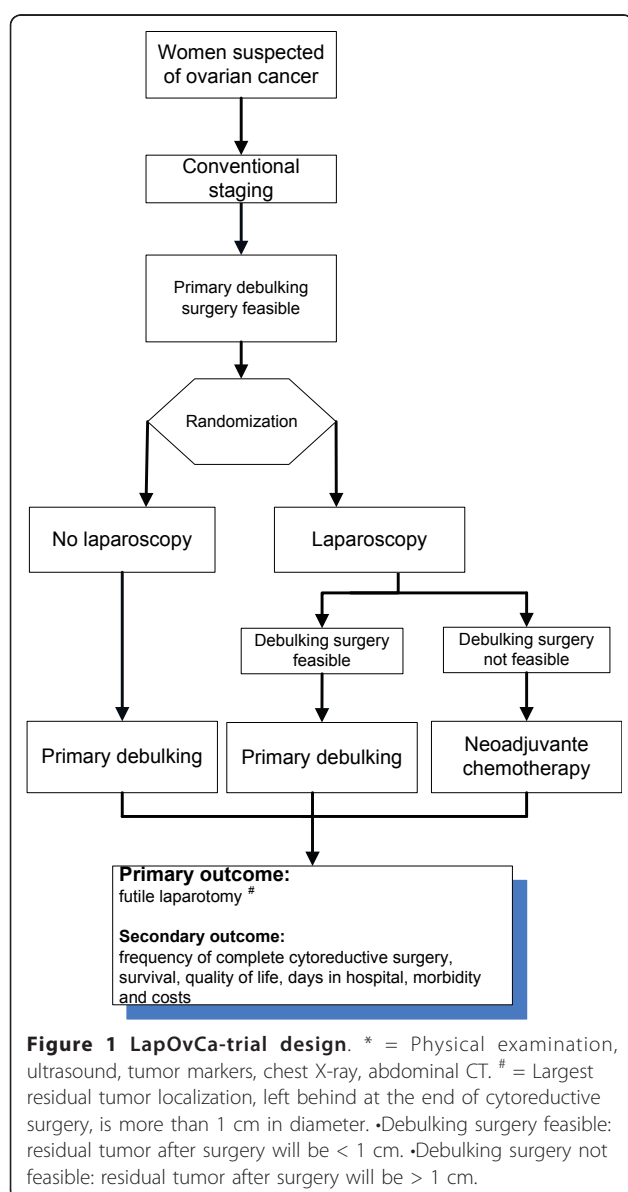 Women suspected
of ovarian cancer
Conventional
staging
Primary debulking
surgery feasible
Randomization
No laparoscopy
Laparoscopy
Debulking surgery
feasible
Debulking surgery
not feasible
Primary debulking
Primary debulking
Neoadjuvante
chemotherapy
Primary outcome:
futile laparotomy #
Secondary outcome:
frequency of complete cytoreductive surgery,
survival, quality of life, days in hospital, morbidity
and costs
Figure 1 LapOvCa-trial design. * = Physical examination,
ultrasound, tumor markers, chest X-ray, abdominal CT. # = Largest
residual tumor localization, left behind at the end of cytoreductive
surgery, is more than 1 cm in diameter. •Debulking surgery feasible:
residual tumor after surgery will be < 1 cm. •Debulking surgery not
feasible: residual tumor after surgery will be > 1 cm.